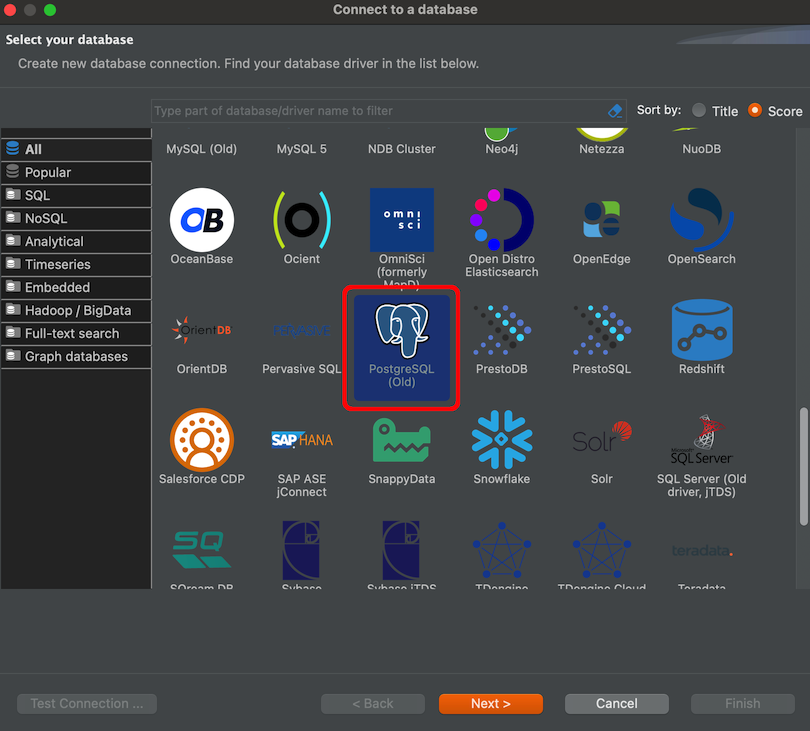 Connect to a database
Select your database
Create new database connection. Find your database driver in the list below.
Type part of database/driver name to filter
Sort by:
Title
Score
All
Popular
SQL
NoSQL
Analytical
Timeseries
Embedded
Hadoop / BigData
Full-text search
Graph databases
MySQL (Old)
MySQL 5
NDB Cluster
Neo4j
Netezza
NuoDB
OB
omni
sci
OceanBase
Ocient
OmniSci
(formerly
MapD)
Open Distro
Elasticsearch
OpenEdge
OpenSearch
OrientDB
PERVASIVE
OrientDB
Pervasive SQL
PostgreSQL
(Old)
PrestoDB
PrestoSQL
Redshift
SAP HANA
Solr
Microsoft
SQL Server
Salesforce CDP
SAP ASE
jConnect
SnappyData
Snowflake
Solr
SQL Server (Old
driver, jTDS)
SQ
teradata.
SQream DB
Sybase
Sybase jTDS
TDengine
TDengine Cloud
Teradata
Test Connection ...
< Back
Next >
Cancel
Finish